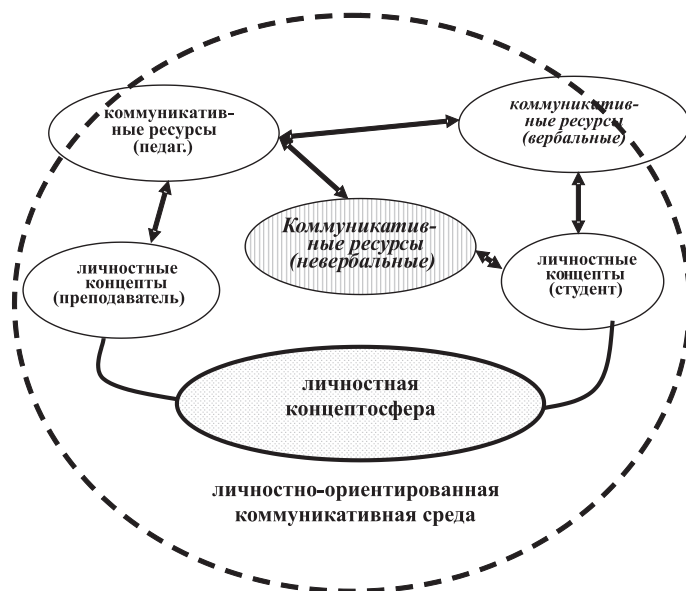 коммуникатив-
ные ресурсы
(педаг.)
коммуникатив-
ные ресурсы
(вербальные)
Коммуникатив-
ные ресурсы
(невербальные)
личностные
концепты
(преподаватель)
личностные
концепты
(студент)
личностная
концептосфера
личностно-ориентированная
коммуникативная среда